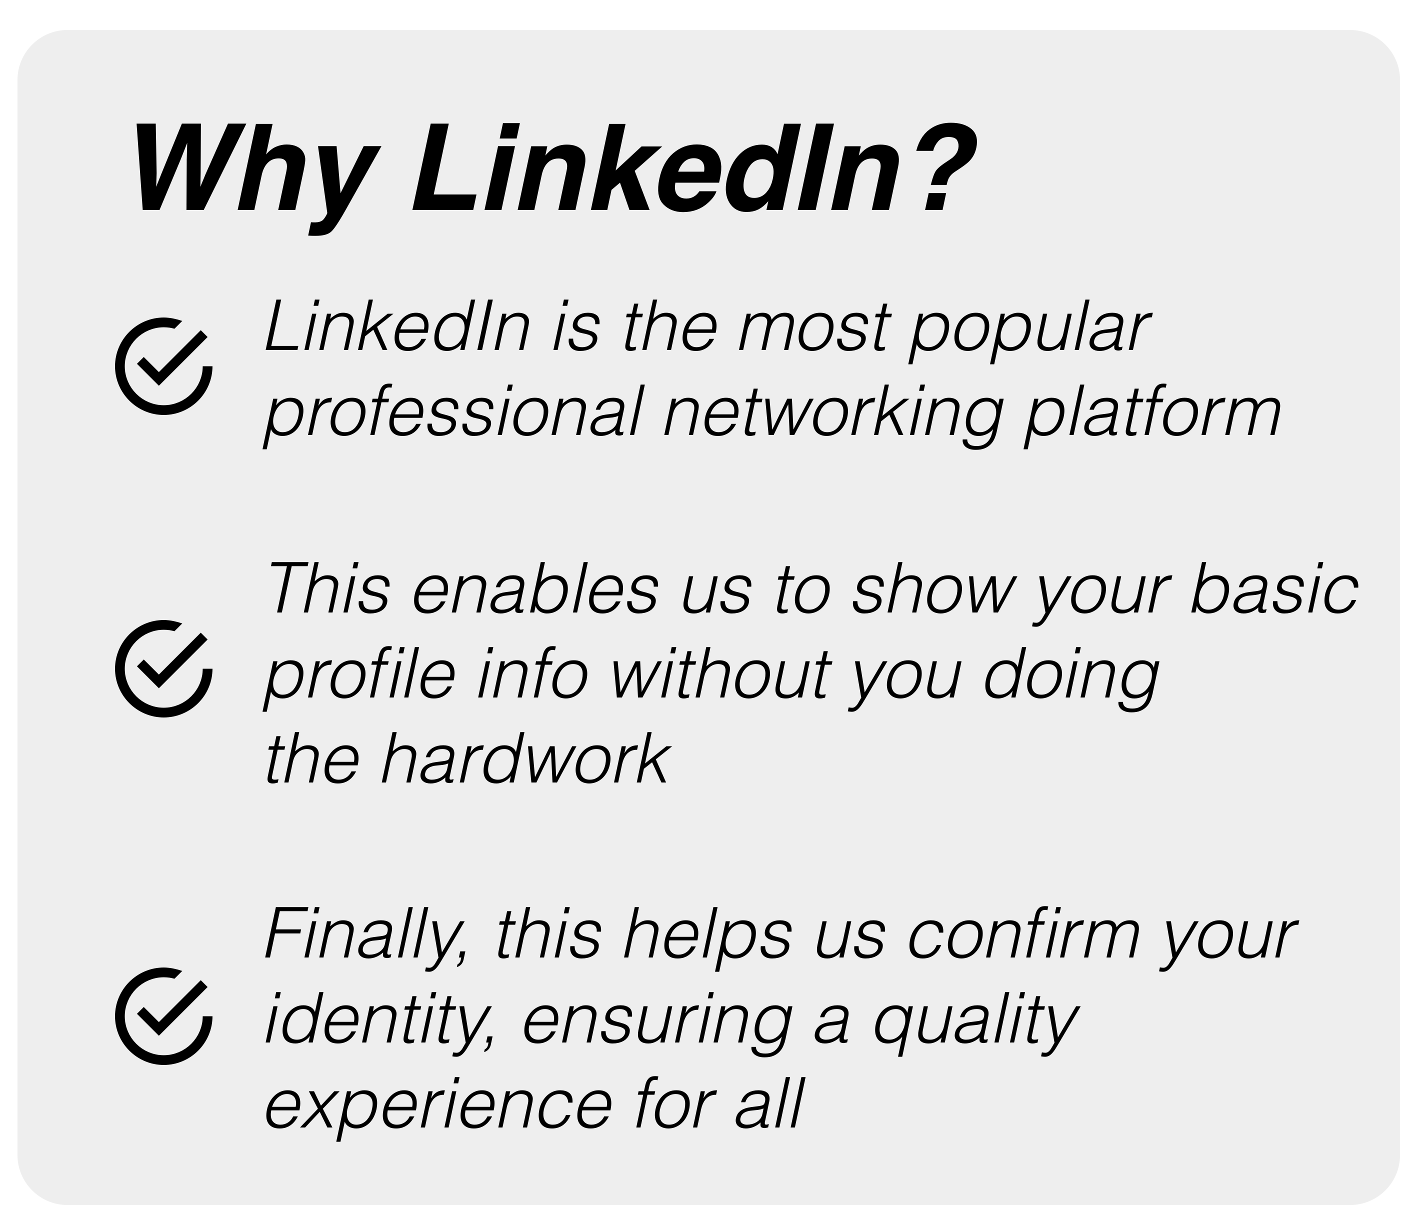 Why LinkedIn?
LinkedIn is the most popular
professional networking platform
This enables us to show your basic
profile info without you doing
the hardwork
Finally, this helps us confirm your
identity, ensuring a quality
experience for all